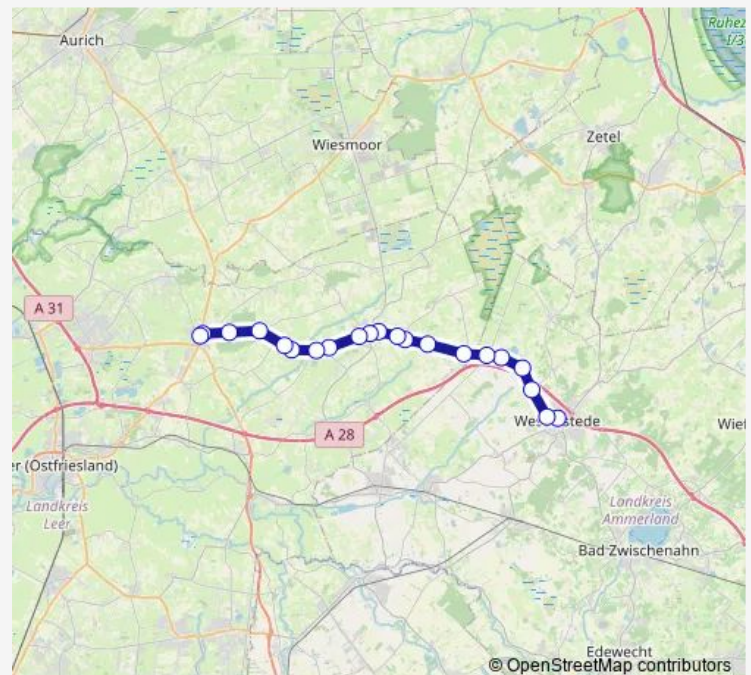 Aurich
Ruhez
I/3
Wiesmoor
Zetel
A 31
A 28
Westerstede
Wief
er (Ostfriesland)
Landkreis
Leer
Landkreis
Ammerland
Bad Zwischenahn
Edewecht
© OpenStreetMap contributors